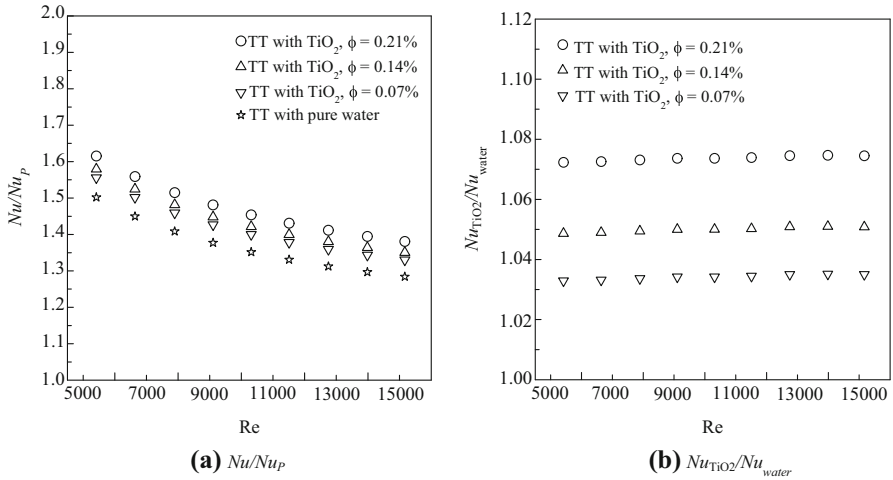 2.0
1.9
1.8
1.7
1.6
1.5
1.4
1.3
1.2
1.1
1.0
Nu/Nu_P
TT with TiO₂, ϕ = 0.21%
TT with TiO₂, ϕ = 0.14%
TT with TiO₂, ϕ = 0.07%
TT with pure water
5000 7000 9000 11000 13000 15000
Re
(a) Nu/Nu_P
1.12
1.10
1.08
1.06
1.04
1.02
1.00
Nu_TiO2/Nu_water
TT with TiO₂, ϕ = 0.21%
TT with TiO₂, ϕ = 0.14%
TT with TiO₂, ϕ = 0.07%
5000 7000 9000 11000 13000 15000
Re
(b) Nu_TiO2/Nu_water